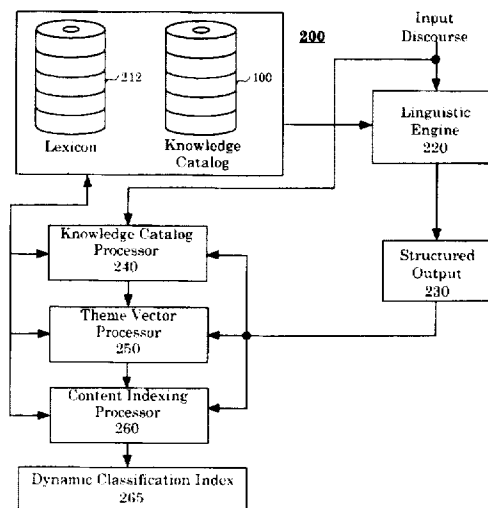 200
Input
Discourse
212
100
Lexicon
Knowledge
Catalog
Linguistic
Engine
220
Knowledge Catalog
Processor
240
Structured
Output
230
Theme Vector
Processor
250
Content Indexing
Processor
260
Dynamic Classification Index
265